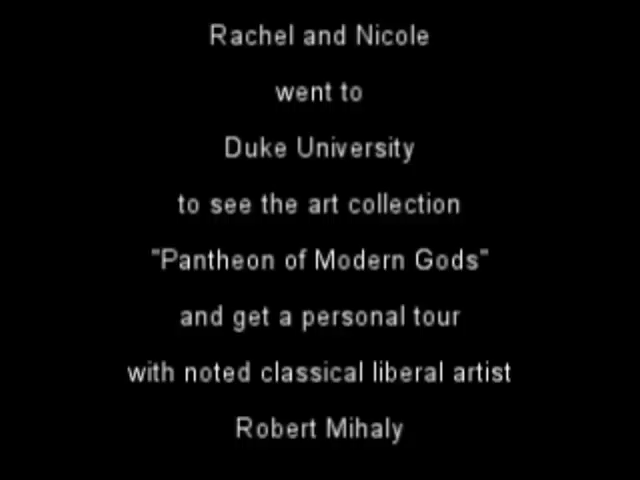 Rachel and Nicole
went to
Duke University
to see the art collection
"Pantheon of Modern Gods"
and get a personal tour
with noted classical liberal artist
Robert Mihaly